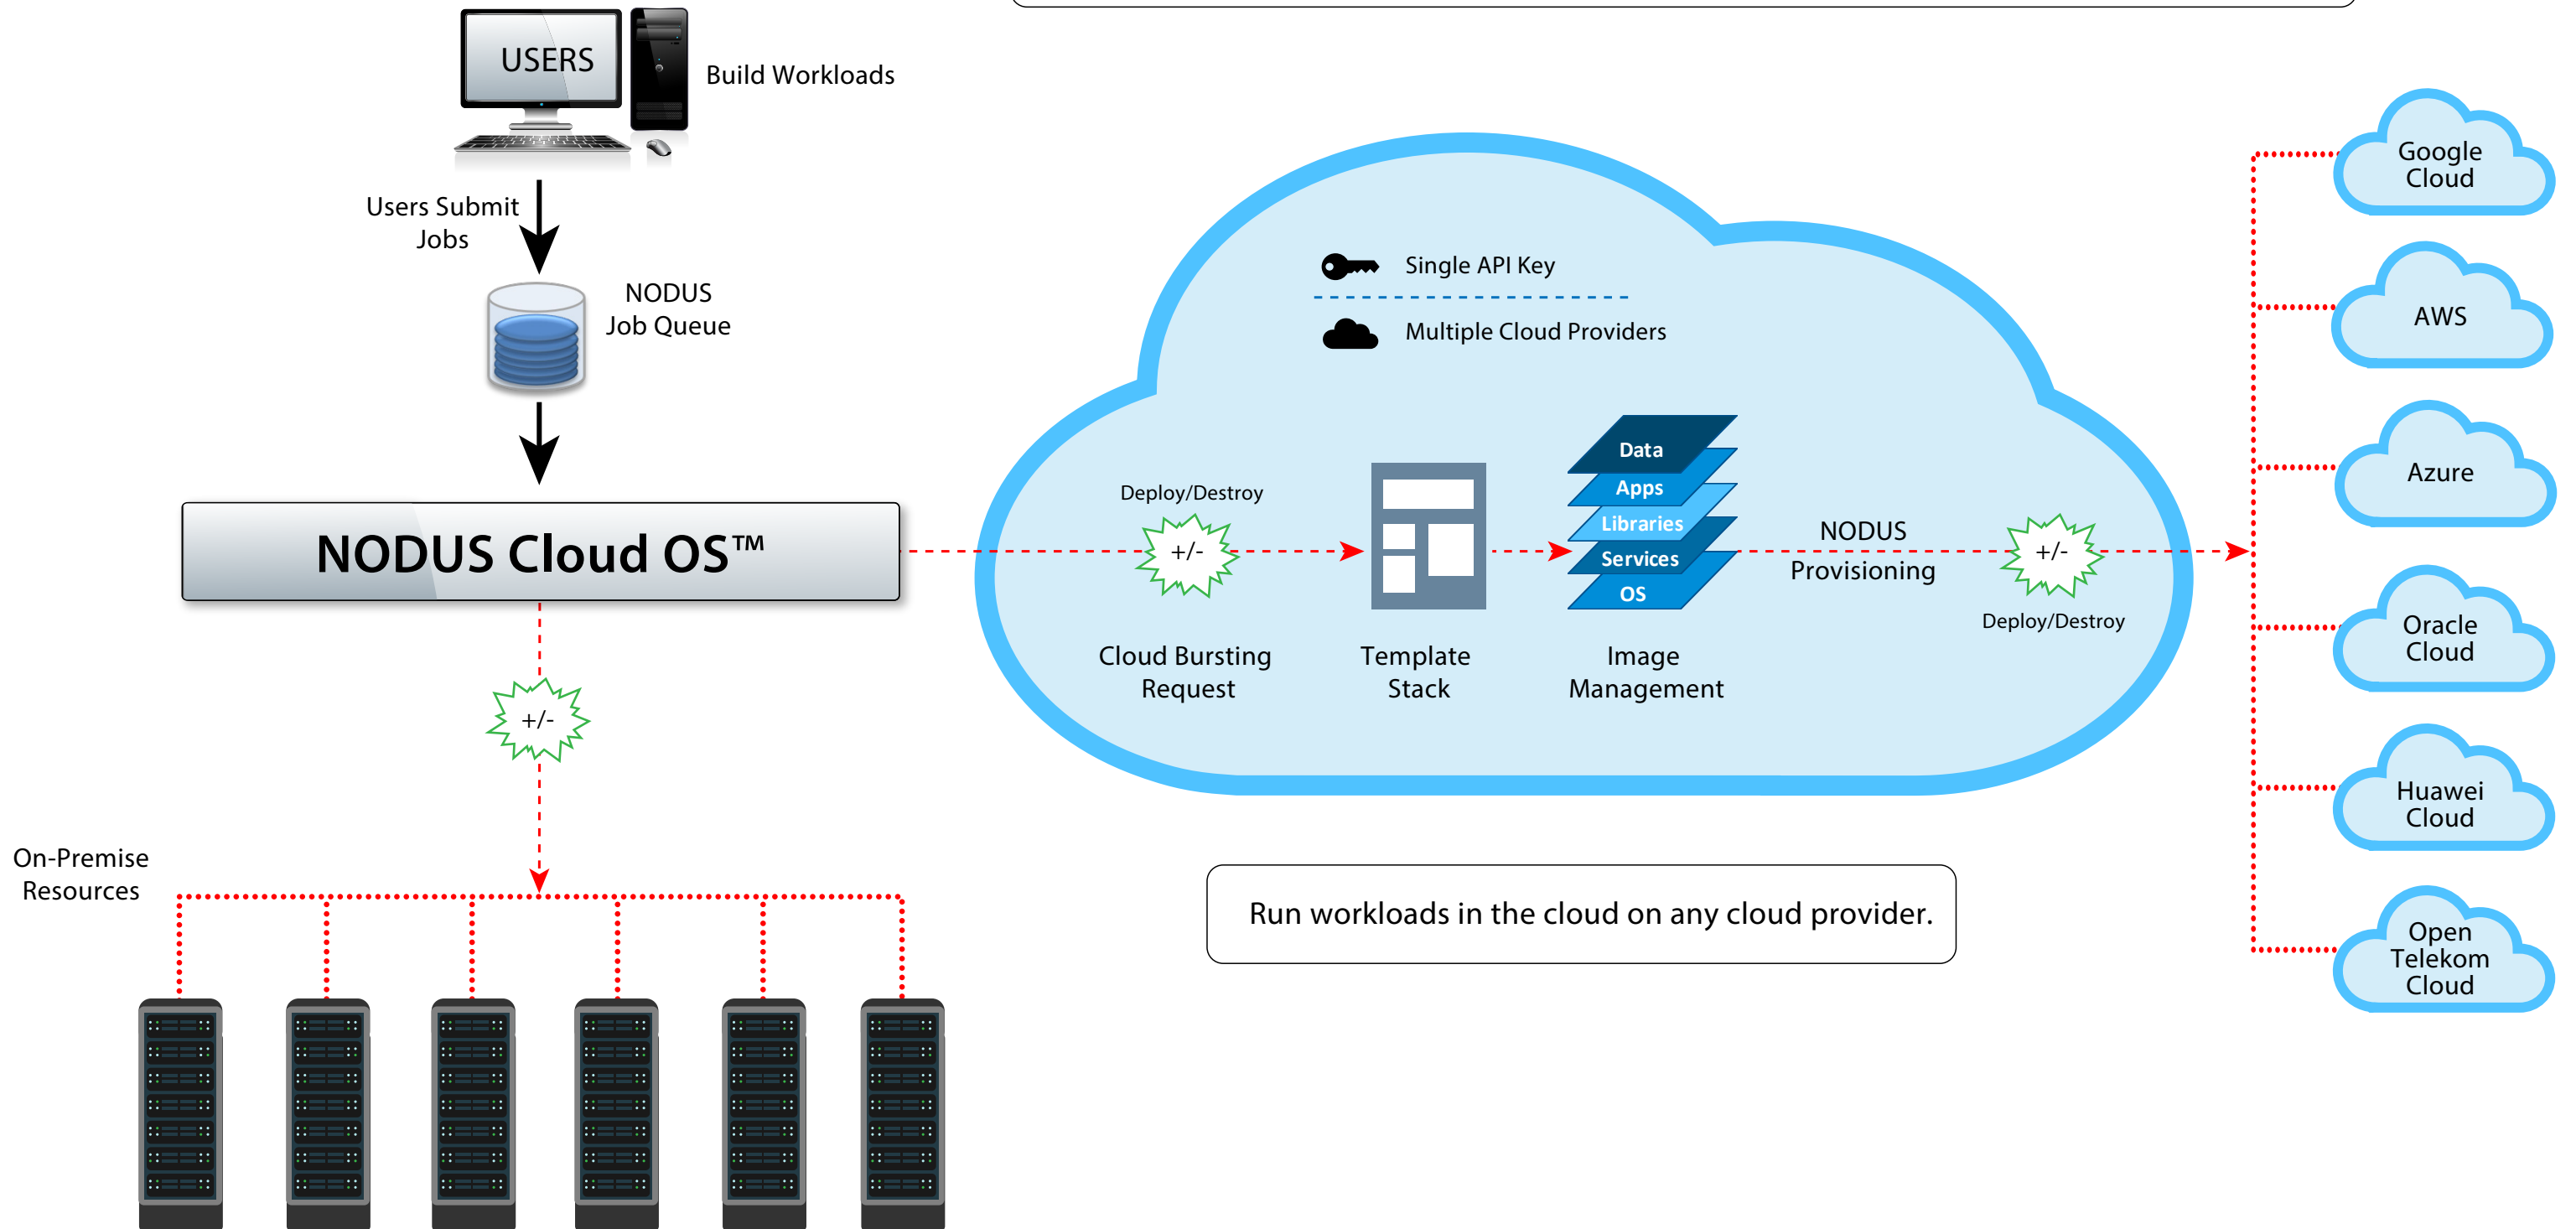 USERS
Build Workloads
Users Submit
Jobs
NODUS
Job Queue
NODUS Cloud OS™
+/-
On-Premise
Resources
Single API Key
Multiple Cloud Providers
Deploy/Destroy
+/-
Cloud Bursting
Request
Template
Stack
Data
Apps
Libraries
Services
OS
Image
Management
NODUS
Provisioning
+/-
Deploy/Destroy
Run workloads in the cloud on any cloud provider.
Google
Cloud
AWS
Azure
Oracle
Cloud
Huawei
Cloud
Open
Telekom
Cloud